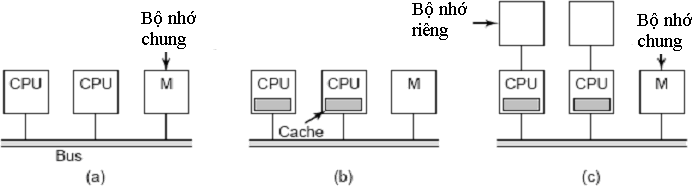 Bộ nhớ
chung
CPU
CPU
M
Bus
(a)
CPU
CPU
M
Cache
(b)
Bộ nhớ
riêng
Bộ nhớ
chung
CPU
CPU
M
(c)